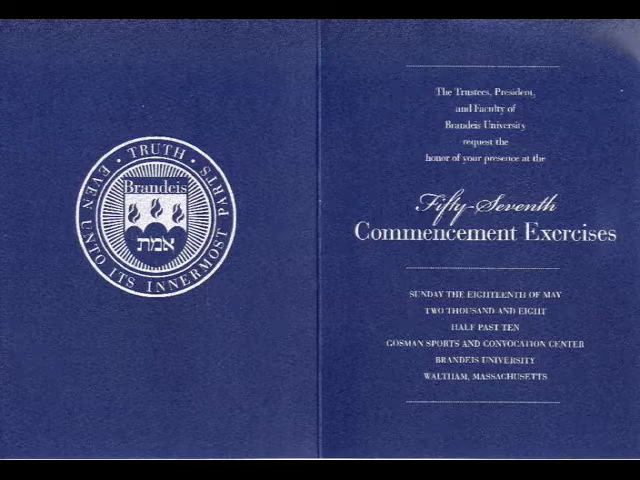 TRUTH · EVEN UNTO ITS INNERMOST PARTS ·
Brandeis
אמת
The Trustees, President,
and Faculty of
Brandeis University
request the
honor of your presence at the
Fifty-Seventh
Commencement Exercises
SUNDAY THE EIGHTEENTH OF MAY
TWO THOUSAND AND EIGHT
HALF PAST TEN
GOSMAN SPORTS AND CONVOCATION CENTER
BRANDEIS UNIVERSITY
WALTHAM, MASSACHUSETTS